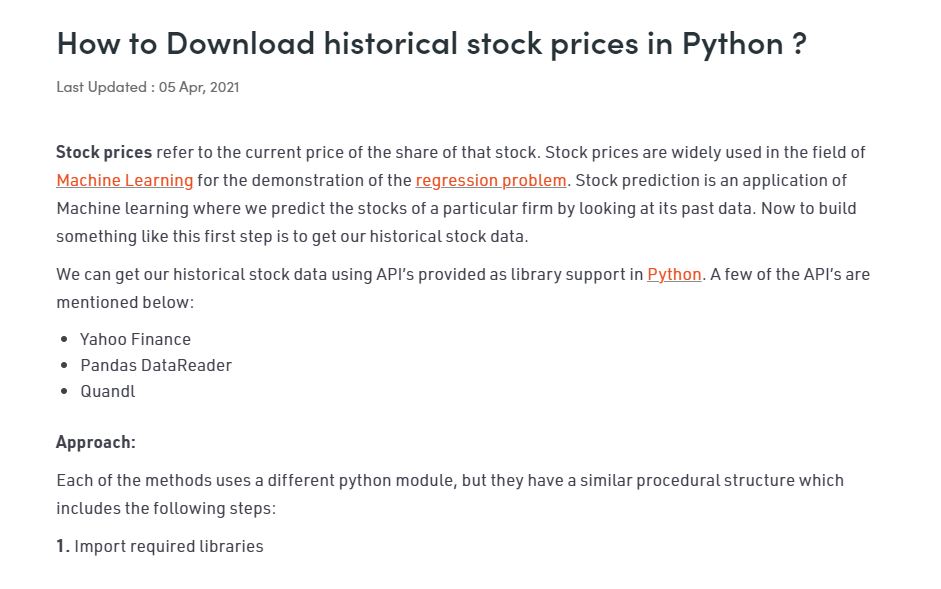 How to Download historical stock prices in Python ?
Last Updated : 05 Apr, 2021
Stock prices refer to the current price of the share of that stock. Stock prices are widely used in the field of
Machine Learning for the demonstration of the regression problem. Stock prediction is an application of
Machine learning where we predict the stocks of a particular firm by looking at its past data. Now to build
something like this first step is to get our historical stock data.
We can get our historical stock data using API's provided as library support in Python. A few of the API's are
mentioned below:
• Yahoo Finance
• Pandas DataReader
• Quandl
Approach:
Each of the methods uses a different python module, but they have a similar procedural structure which
includes the following steps:
1. Import required libraries